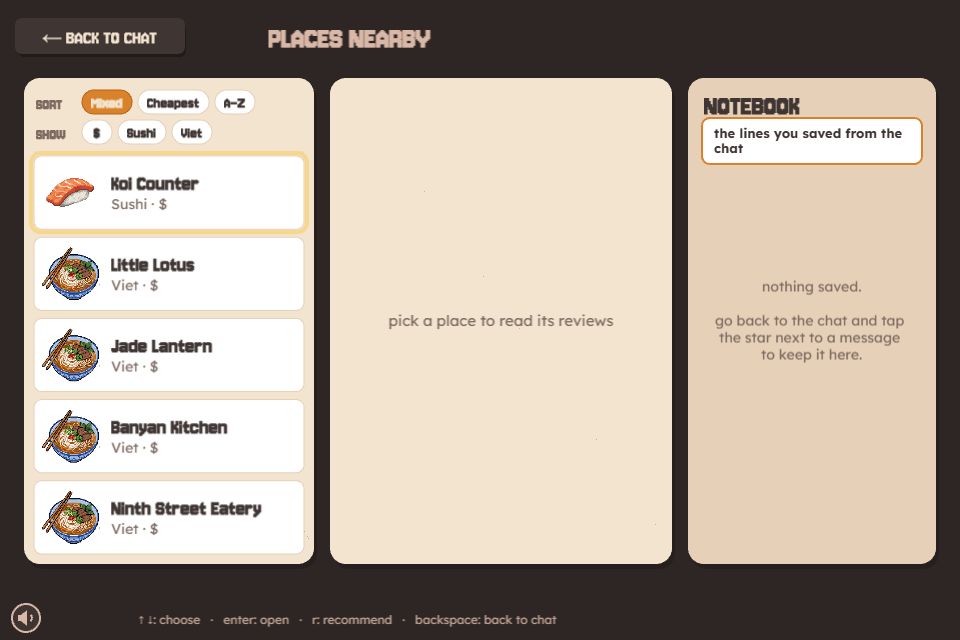 ← BACK TO CHAT
PLACES NEARBY
SORT Mixed Cheapest A-Z
SHOW $ Sushi Viet
Koi Counter
Sushi · $
Little Lotus
Viet · $
Jade Lantern
Viet · $
Banyan Kitchen
Viet · $
Ninth Street Eatery
Viet · $
pick a place to read its reviews
NOTEBOOK
the lines you saved from the
chat
nothing saved.
go back to the chat and tap
the star next to a message
to keep it here.
↑ ↓: choose · enter: open · r: recommend · backspace: back to chat